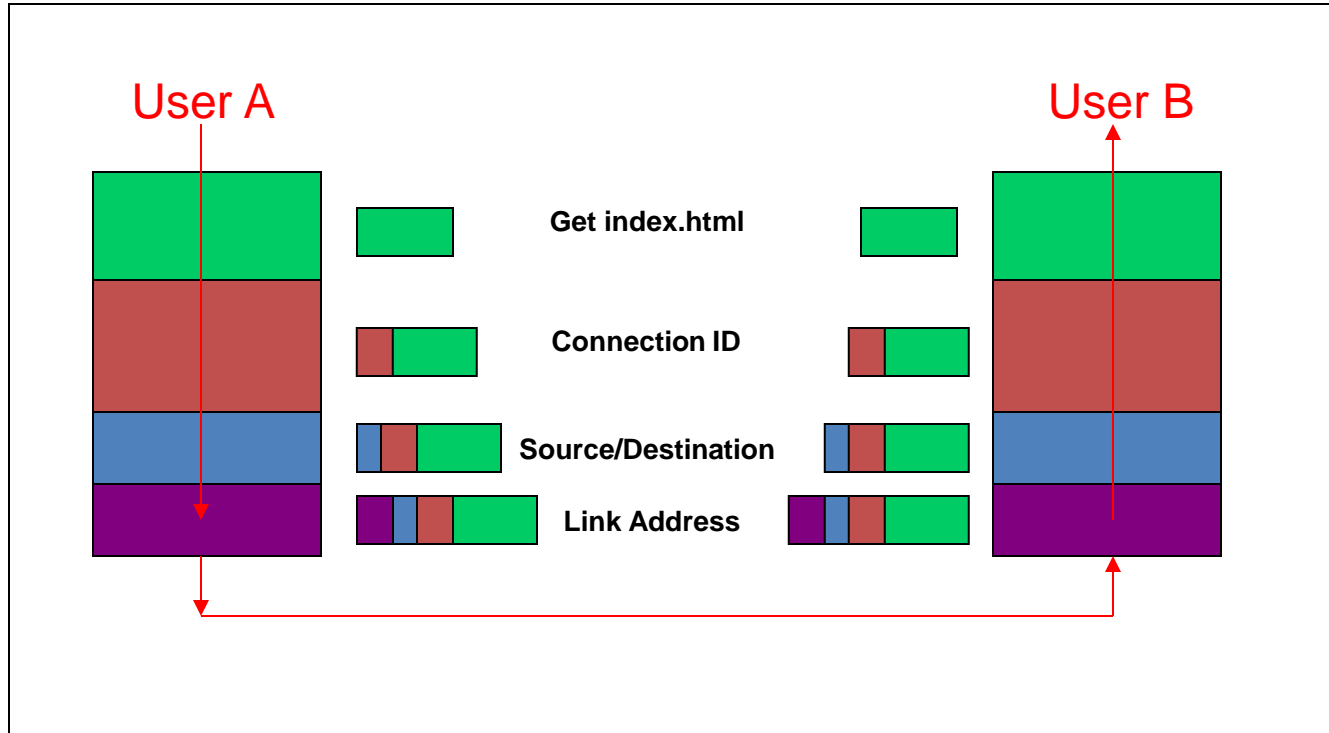 User A
User B
Get index.html
Connection ID
Source/Destination
Link Address